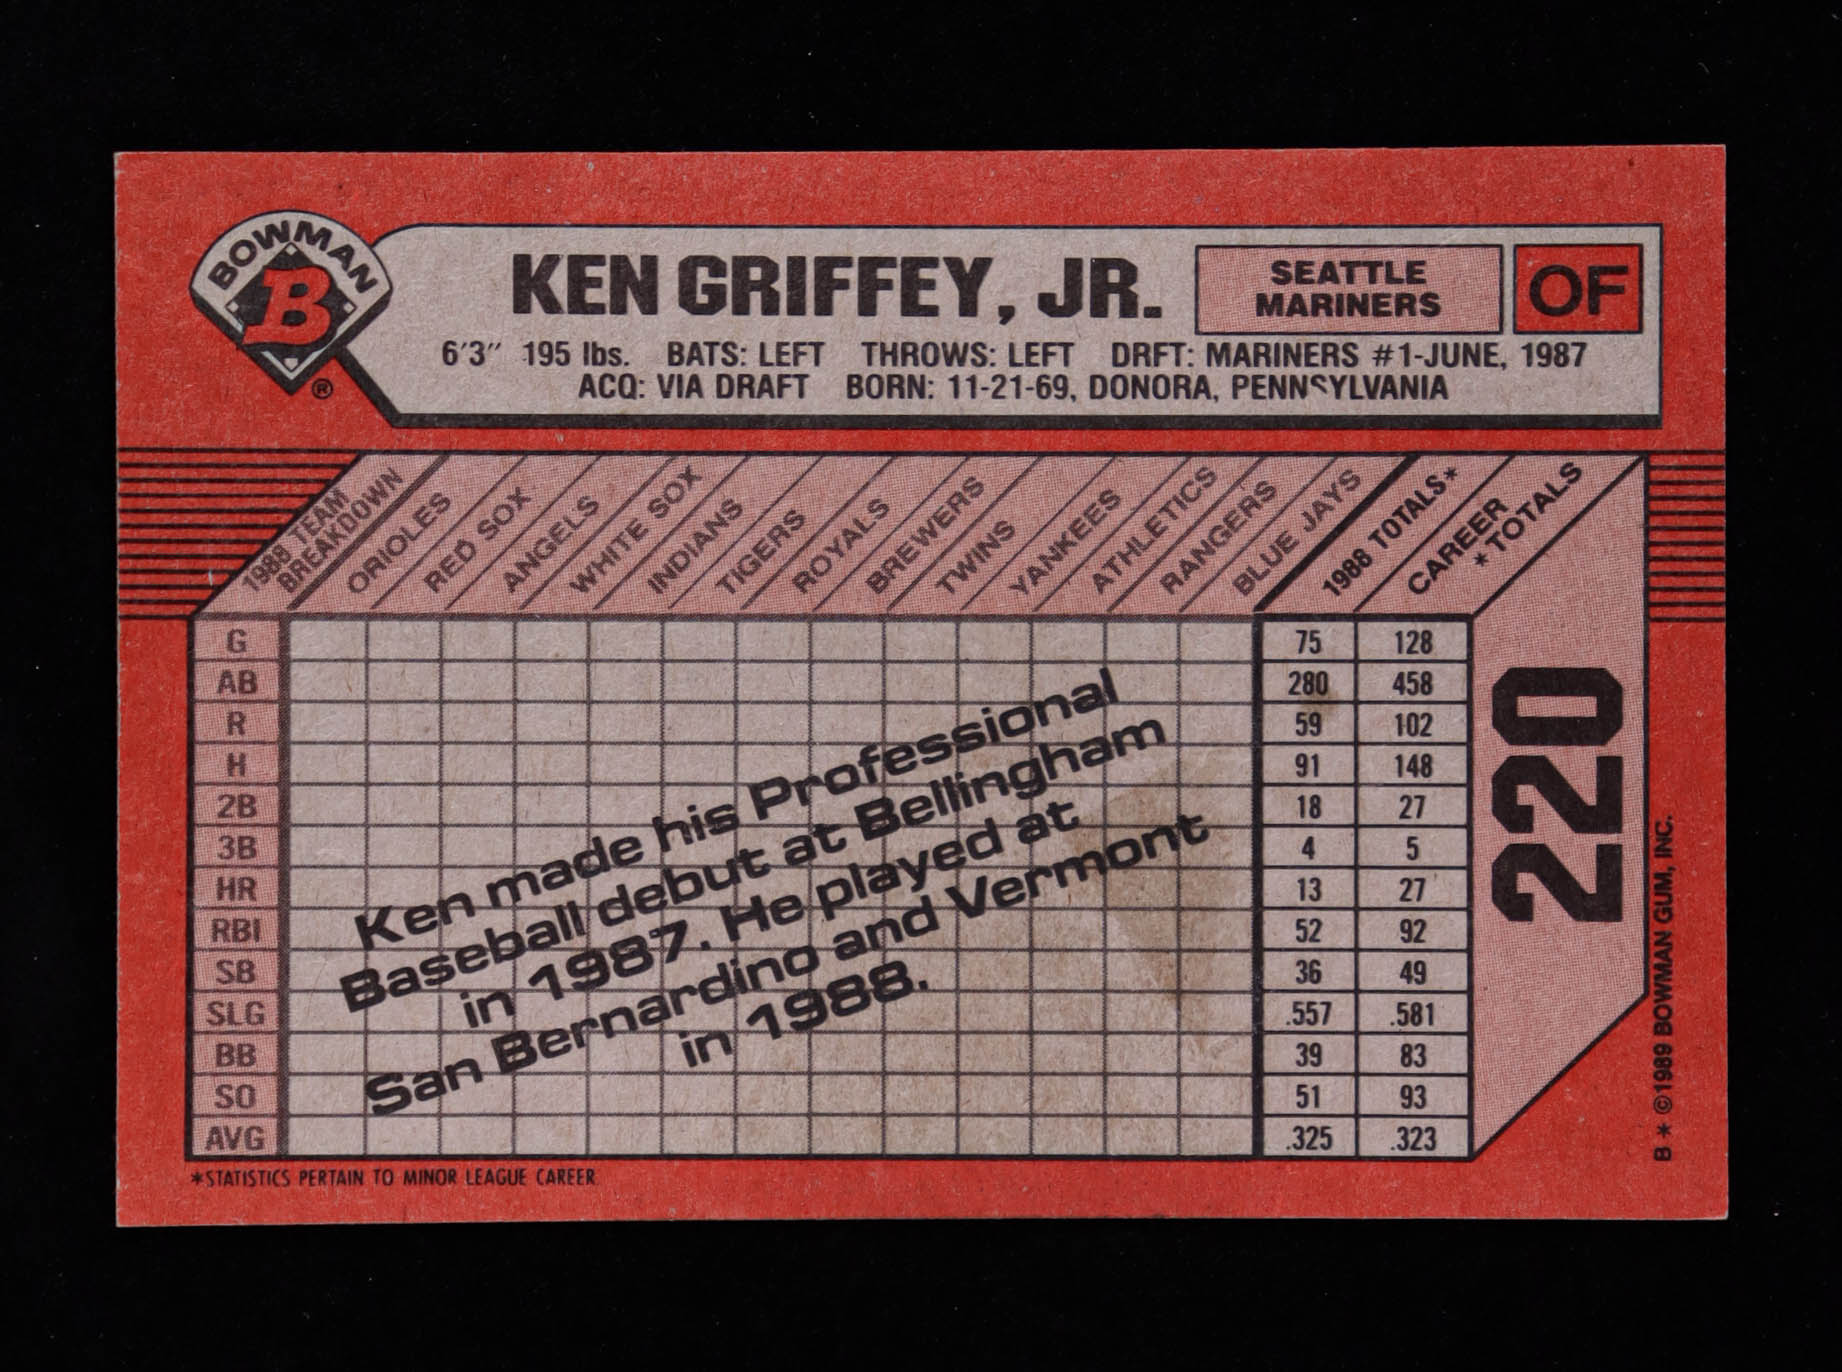 BOWMAN
B
®
KEN GRIFFEY, JR.
SEATTLE
MARINERS
OF
6'3" 195 lbs. BATS: LEFT THROWS: LEFT DRFT: MARINERS #1-JUNE, 1987
ACQ: VIA DRAFT BORN: 11-21-69, DONORA, PENNSYLVANIA
1988 TEAM
BREAKDOWN
ORIOLES
RED SOX
ANGELS
WHITE SOX
INDIANS
TIGERS
ROYALS
BREWERS
TWINS
YANKEES
ATHLETICS
RANGERS
BLUE JAYS
1988 TOTALS*
CAREER
*TOTALS
G 75 128
AB 280 458
R 59 102
H 91 148
2B 18 27
3B 4 5
HR 13 27
RBI 52 92
SB 36 49
SLG .557 .581
BB 39 83
SO 51 93
AVG .325 .323
Ken made his Professional
Baseball debut at Bellingham
in 1987. He played at
San Bernardino and Vermont
in 1988.
220
*STATISTICS PERTAIN TO MINOR LEAGUE CAREER
B * ©1989 BOWMAN GUM, INC.